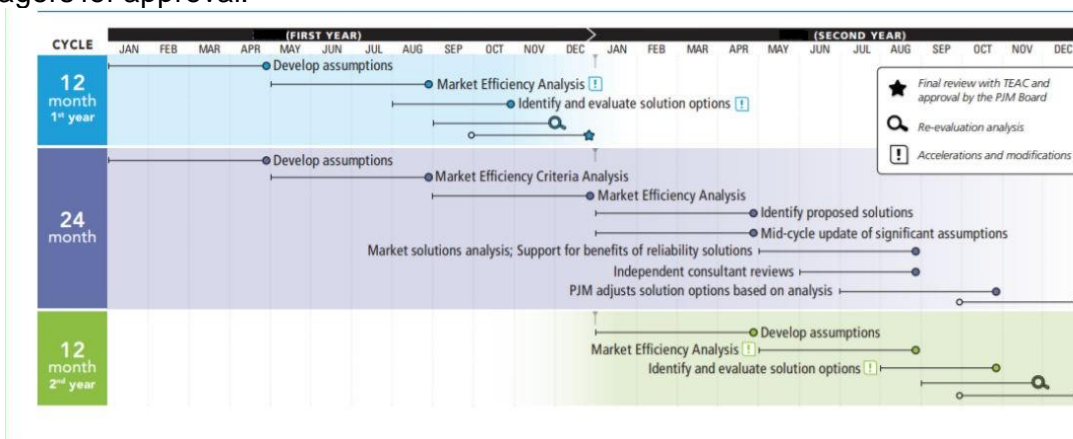 agers for approval.
(FIRST YEAR) (SECOND YEAR)
CYCLE JAN FEB MAR APR MAY JUN JUL AUG SEP OCT NOV DEC JAN FEB MAR APR MAY JUN JUL AUG SEP OCT NOV DEC
12
month
1st year
Develop assumptions
Market Efficiency Analysis !
Identify and evaluate solution options !
Final review with TEAC and
approval by the PJM Board
Re-evaluation analysis
! Accelerations and modifications
24
month
Develop assumptions
Market Efficiency Criteria Analysis
Market Efficiency Analysis
Identify proposed solutions
Mid-cycle update of significant assumptions
Market solutions analysis; Support for benefits of reliability solutions
Independent consultant reviews
PJM adjusts solution options based on analysis
12
month
2nd year
Develop assumptions
Market Efficiency Analysis !
Identify and evaluate solution options !